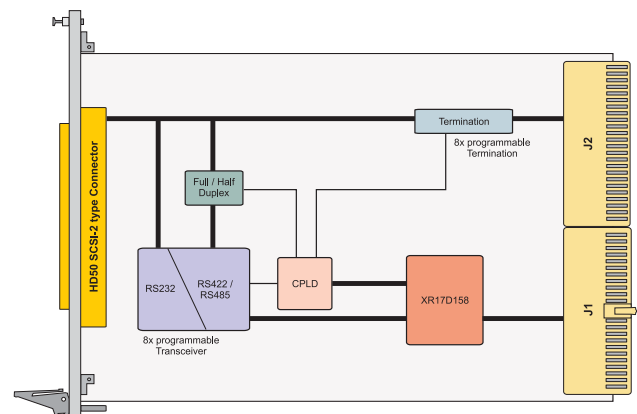 HD50 SCSI-2 type Connector
Termination
8x programmable
Termination
J2
Full / Half
Duplex
RS232
RS422 /
RS485
8x programmable
Transceiver
CPLD
XR17D158
J1